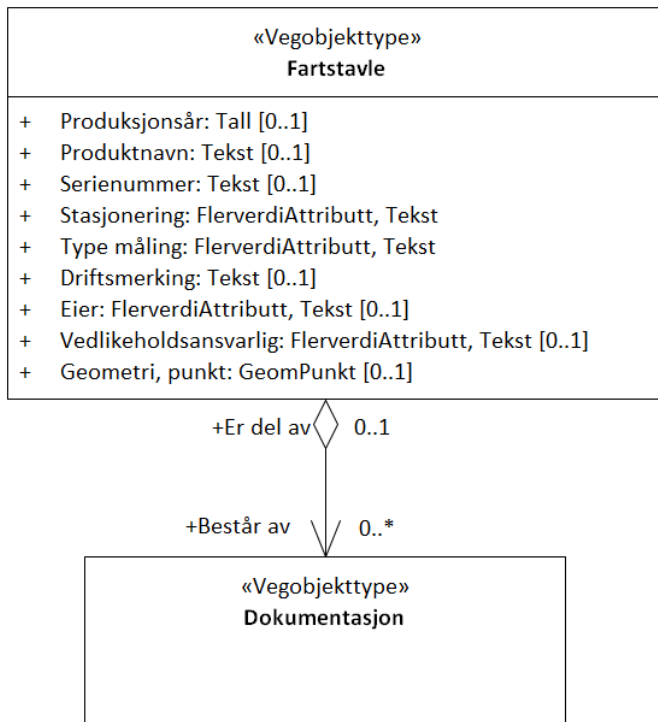 «Vegobjekttype»
Fartstavle
+ Produksjonsår: Tall [0..1]
+ Produktnavn: Tekst [0..1]
+ Serienummer: Tekst [0..1]
+ Stasjonering: FlerverdiAttributt, Tekst
+ Type måling: FlerverdiAttributt, Tekst
+ Driftsmerking: Tekst [0..1]
+ Eier: FlerverdiAttributt, Tekst [0..1]
+ Vedlikeholdsansvarlig: FlerverdiAttributt, Tekst [0..1]
+ Geometri, punkt: GeomPunkt [0..1]
+Er del av 0..1
+Består av 0..*
«Vegobjekttype»
Dokumentasjon